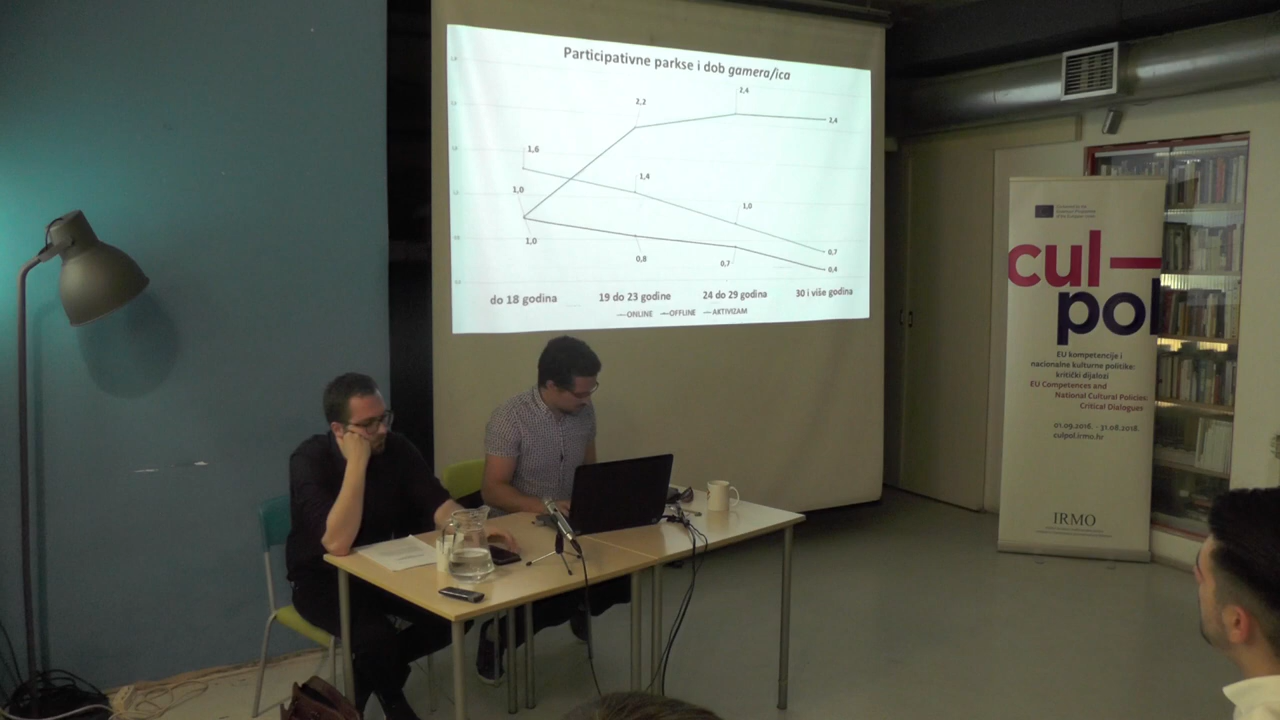 Participativne parkse i dob gamera/ica
2,4
2,2
2,4
1,6
1,4
1,0
1,0
1,0
0,8
0,7
0,7
0,4
do 18 godina
19 do 23 godine
24 do 29 godina
30 i više godina
ONLINE
OFFLINE
AKTIVIZAM
cul—
pol
EU kompetencije i
nacionalne kulturne politike:
kritički dijalozi
EU Competences and
National Cultural Policies:
Critical Dialogues
01.09.2016. - 31.08.2018.
culpol.irmo.hr
IRMO